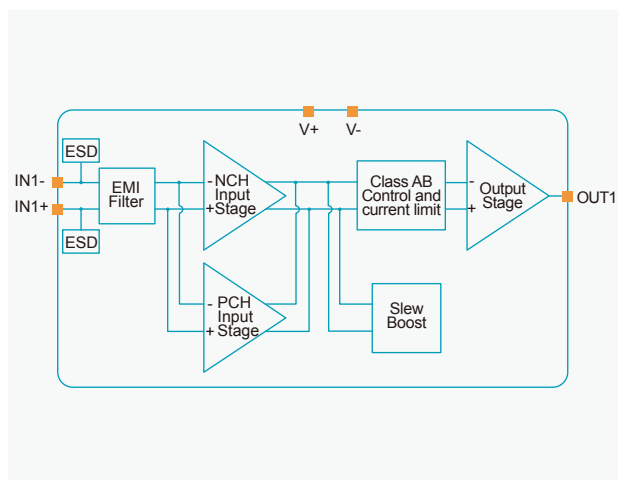 V+
V-
ESD
IN1-
IN1+
EMI
Filter
ESD
- NCH
Input
+ Stage
- PCH
Input
+ Stage
Class AB
Control and
current limit
Slew
Boost
-
+
Output
Stage
OUT1